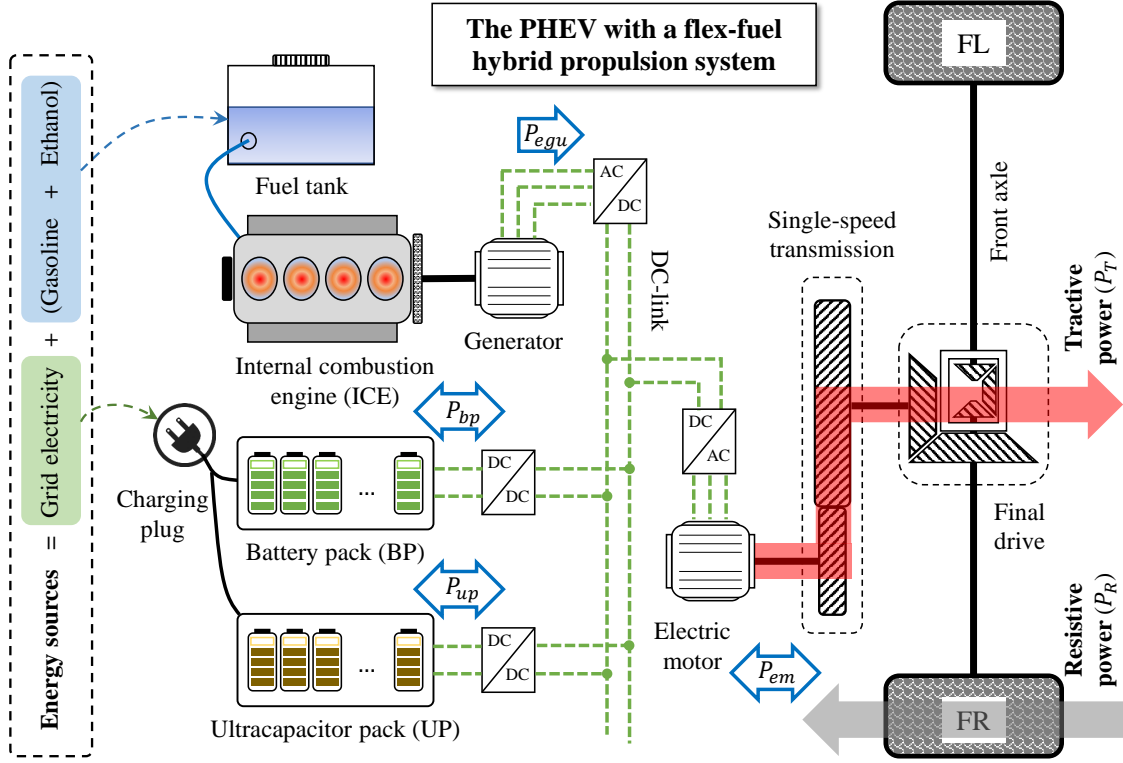 The PHEV with a flex-fuel
hybrid propulsion system
Energy sources = Grid electricity + (Gasoline + Ethanol)
Fuel tank
P_egu
AC
DC
FL
Front axle
Single-speed
transmission
DC-link
Generator
Internal combustion
engine (ICE)
Tractive
power (P_T)
P_bp
DC
AC
DC
DC
Charging
plug
Battery pack (BP)
Final
drive
P_up
Electric
motor
DC
DC
P_em
Resistive
power (P_R)
Ultracapacitor pack (UP)
FR
...
...